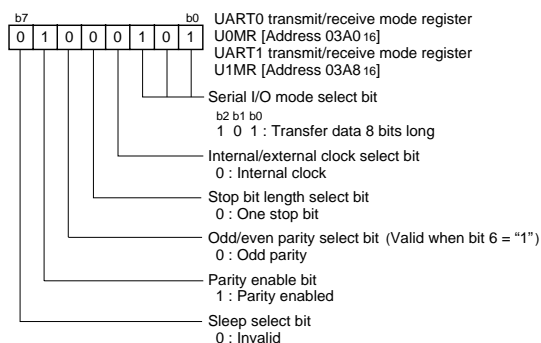 b7 b0 UART0 transmit/receive mode register
0 1 0 0 0 1 0 1 U0MR [Address 03A0 16]
UART1 transmit/receive mode register
U1MR [Address 03A8 16]
Serial I/O mode select bit
b2 b1 b0
1 0 1 : Transfer data 8 bits long
Internal/external clock select bit
0 : Internal clock
Stop bit length select bit
0 : One stop bit
Odd/even parity select bit (Valid when bit 6 = “1”)
0 : Odd parity
Parity enable bit
1 : Parity enabled
Sleep select bit
0 : Invalid